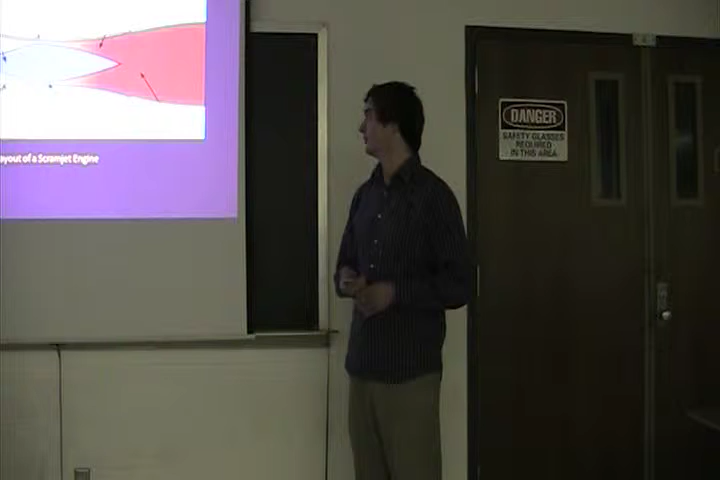 ayout of a Scramjet Engine
DANGER
SAFETY GLASSES
REQUIRED
IN THIS AREA